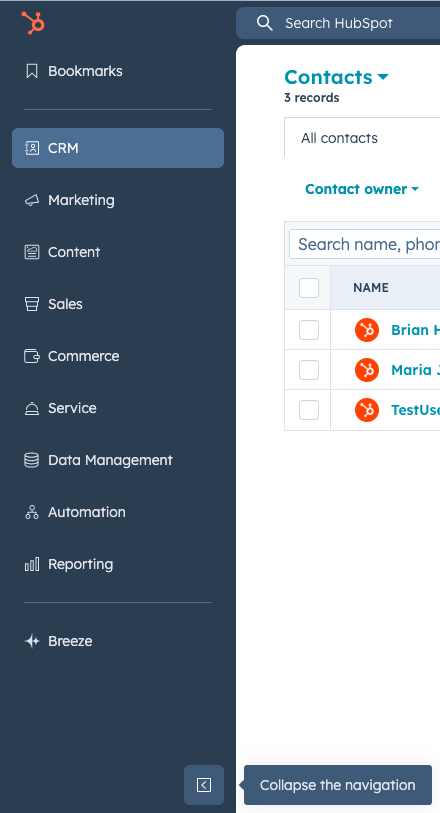 Search HubSpot
Bookmarks
CRM
Marketing
Content
Sales
Commerce
Service
Data Management
Automation
Reporting
Breeze
Contacts
3 records
All contacts
Contact owner
Search name, phon
NAME
Brian H
Maria J
TestUse
Collapse the navigation